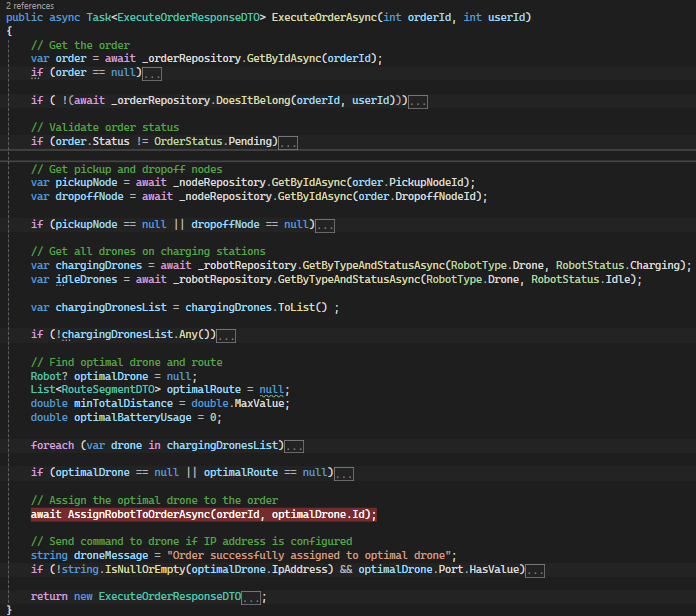 2 references
public async Task<ExecuteOrderResponseDTO> ExecuteOrderAsync(int orderId, int userId)
{
// Get the order
var order = await _orderRepository.GetByIdAsync(orderId);
if (order == null)...
if ( !(await _orderRepository.DoesItBelong(orderId, userId)))...
// Validate order status
if (order.Status != OrderStatus.Pending)...
// Get pickup and dropoff nodes
var pickupNode = await _nodeRepository.GetByIdAsync(order.PickupNodeId);
var dropoffNode = await _nodeRepository.GetByIdAsync(order.DropoffNodeId);
if (pickupNode == null || dropoffNode == null)...
// Get all drones on charging stations
var chargingDrones = await _robotRepository.GetByTypeAndStatusAsync(RobotType.Drone, RobotStatus.Charging);
var idleDrones = await _robotRepository.GetByTypeAndStatusAsync(RobotType.Drone, RobotStatus.Idle);
var chargingDronesList = chargingDrones.ToList() ;
if (!chargingDronesList.Any())...
// Find optimal drone and route
Robot? optimalDrone = null;
List<RouteSegmentDTO> optimalRoute = null;
double minTotalDistance = double.MaxValue;
double optimalBatteryUsage = 0;
foreach (var drone in chargingDronesList)...
if (optimalDrone == null || optimalRoute == null)...
// Assign the optimal drone to the order
await AssignRobotToOrderAsync(orderId, optimalDrone.Id);
// Send command to drone if IP address is configured
string droneMessage = "Order successfully assigned to optimal drone";
if (!string.IsNullOrEmpty(optimalDrone.IpAddress) && optimalDrone.Port.HasValue)...
return new ExecuteOrderResponseDTO...;
}